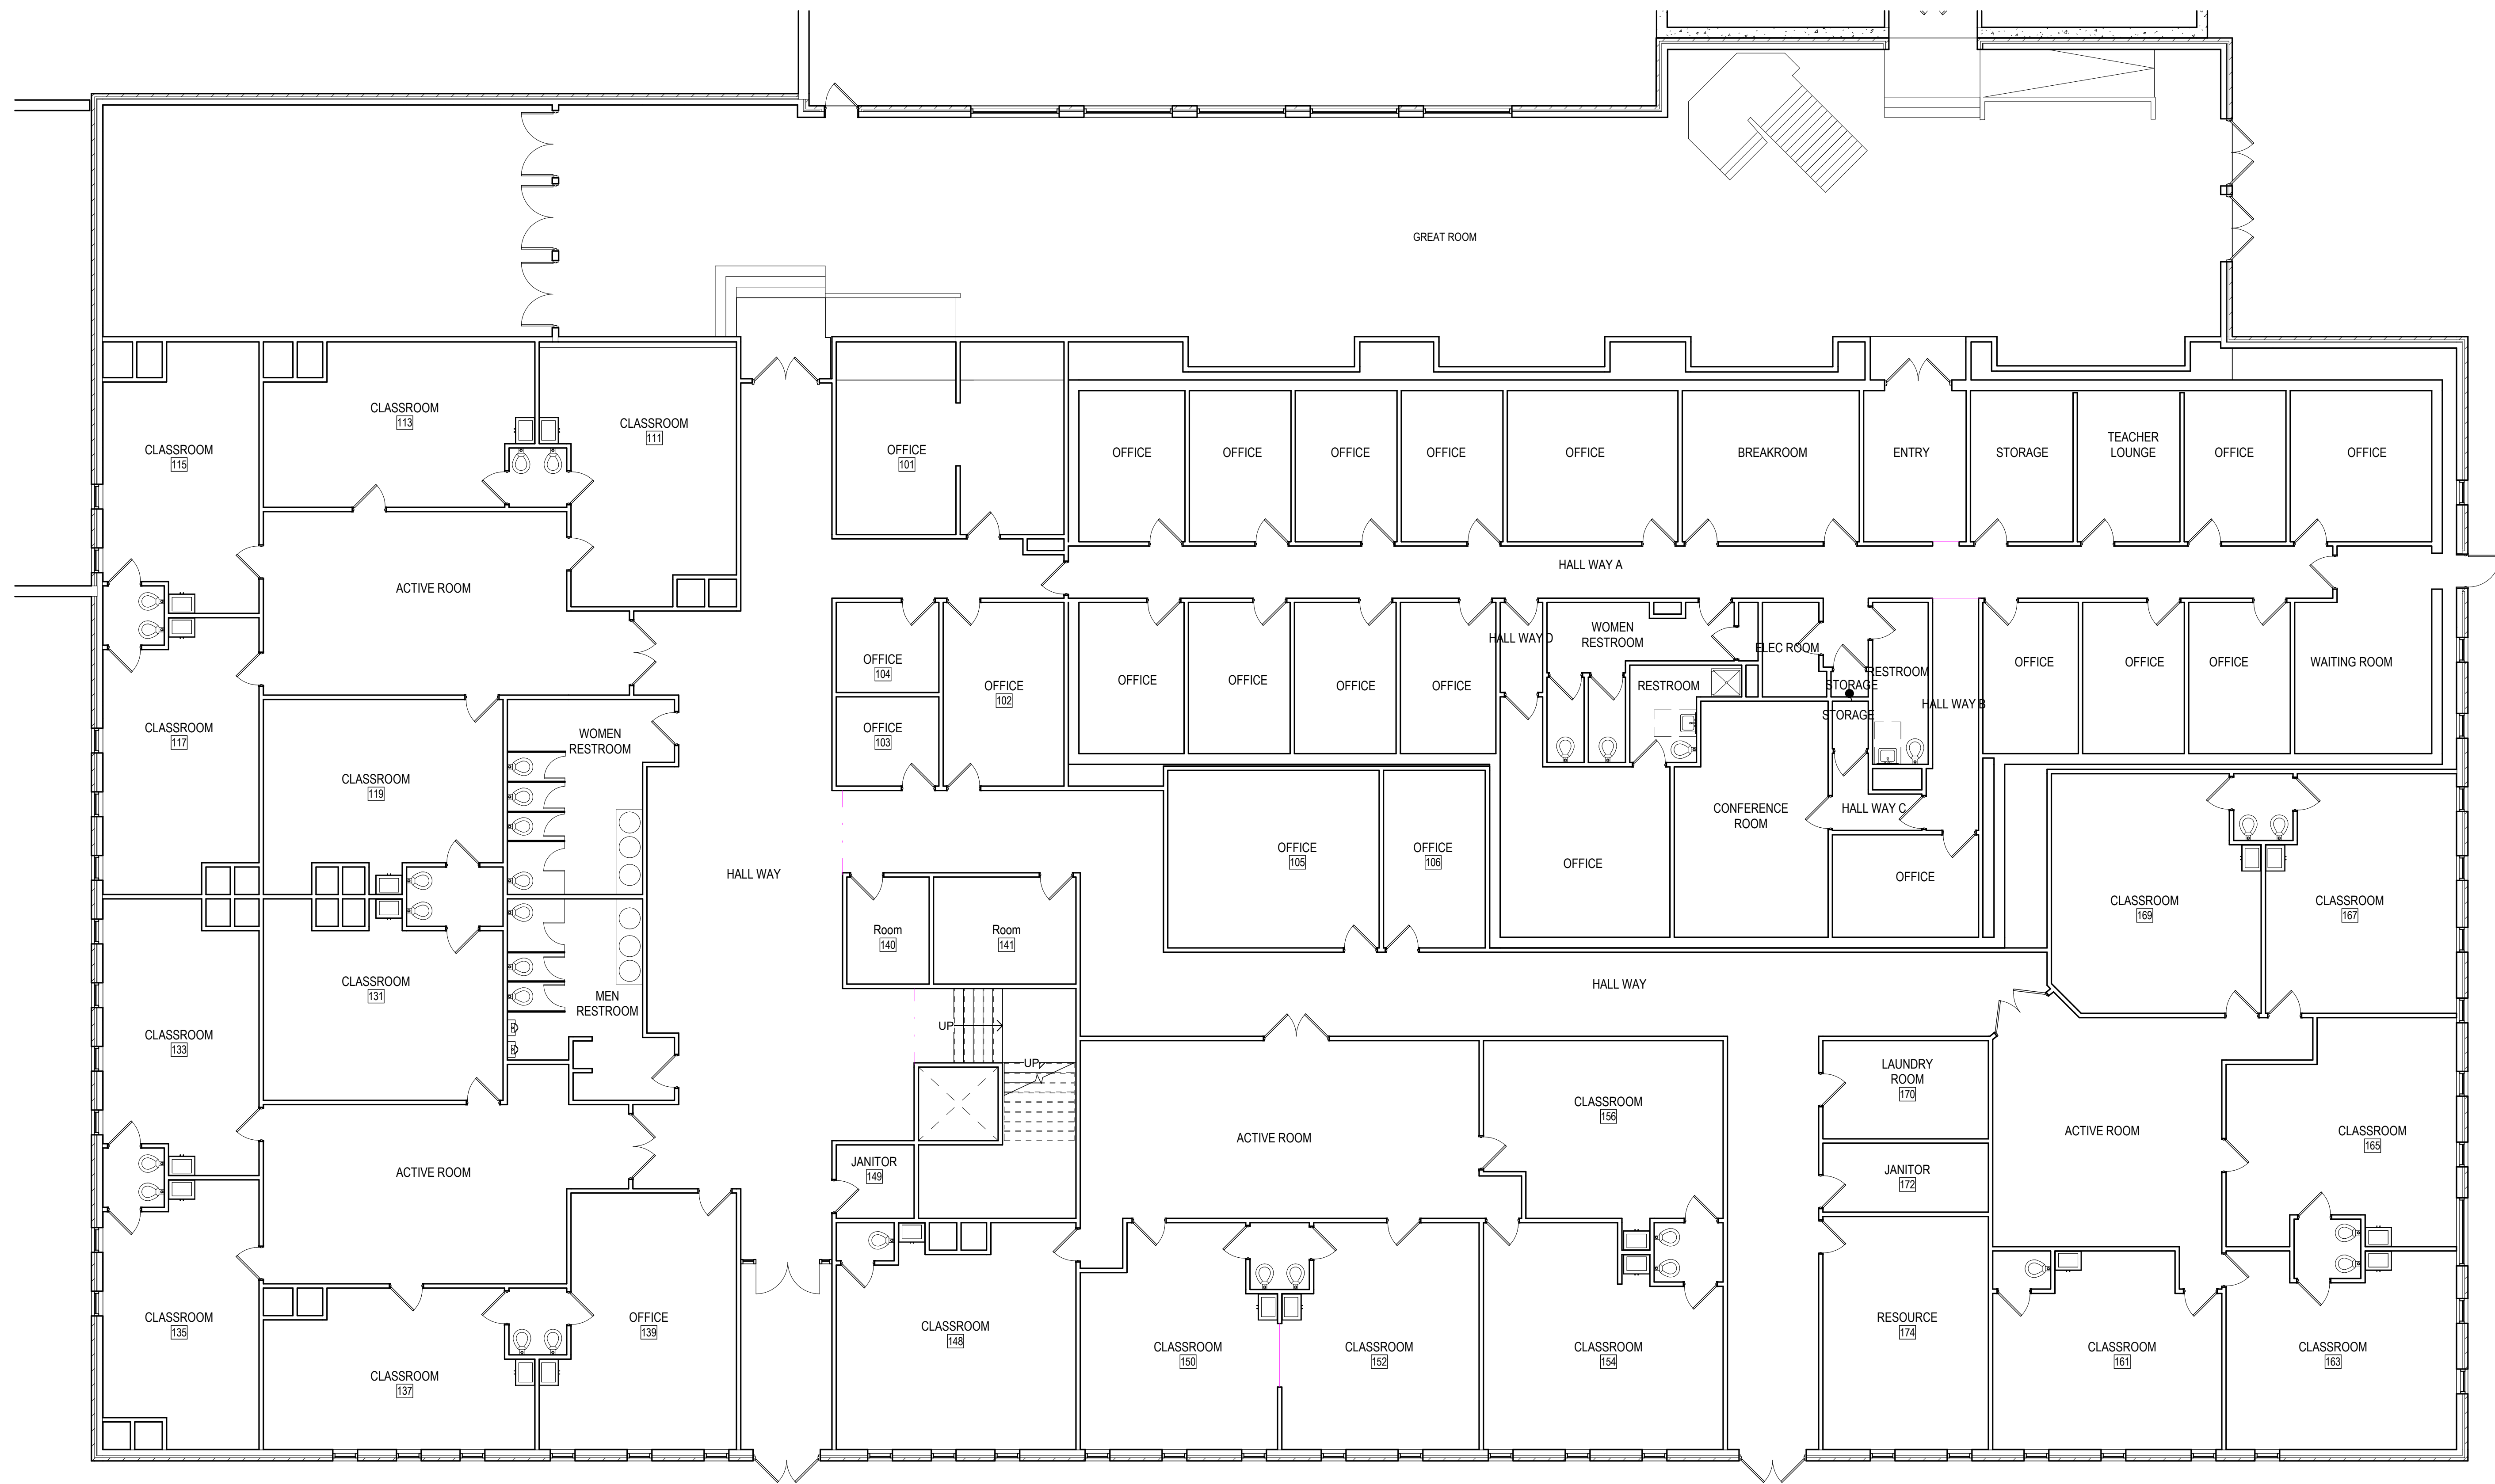 GREAT ROOM
CLASSROOM
113
CLASSROOM
111
CLASSROOM
115
OFFICE
101
OFFICE
OFFICE
OFFICE
OFFICE
OFFICE
BREAKROOM
ENTRY
STORAGE
TEACHER
LOUNGE
OFFICE
OFFICE
HALL WAY A
ACTIVE ROOM
OFFICE
104
OFFICE
102
OFFICE
103
OFFICE
OFFICE
OFFICE
OFFICE
HALL WAY D
WOMEN
RESTROOM
RESTROOM
ELEC ROOM
STORAGE
STORAGE
RESTROOM
HALL WAY B
OFFICE
OFFICE
OFFICE
WAITING ROOM
CLASSROOM
117
WOMEN
RESTROOM
CLASSROOM
119
HALL WAY
OFFICE
105
OFFICE
106
OFFICE
CONFERENCE
ROOM
HALL WAY C
OFFICE
CLASSROOM
169
CLASSROOM
167
Room
140
Room
141
CLASSROOM
131
MEN
RESTROOM
CLASSROOM
133
HALL WAY
UP
UP
LAUNDRY
ROOM
170
CLASSROOM
156
ACTIVE ROOM
ACTIVE ROOM
CLASSROOM
165
ACTIVE ROOM
JANITOR
149
JANITOR
172
CLASSROOM
135
CLASSROOM
137
OFFICE
139
CLASSROOM
148
CLASSROOM
150
CLASSROOM
152
CLASSROOM
154
RESOURCE
174
CLASSROOM
161
CLASSROOM
163